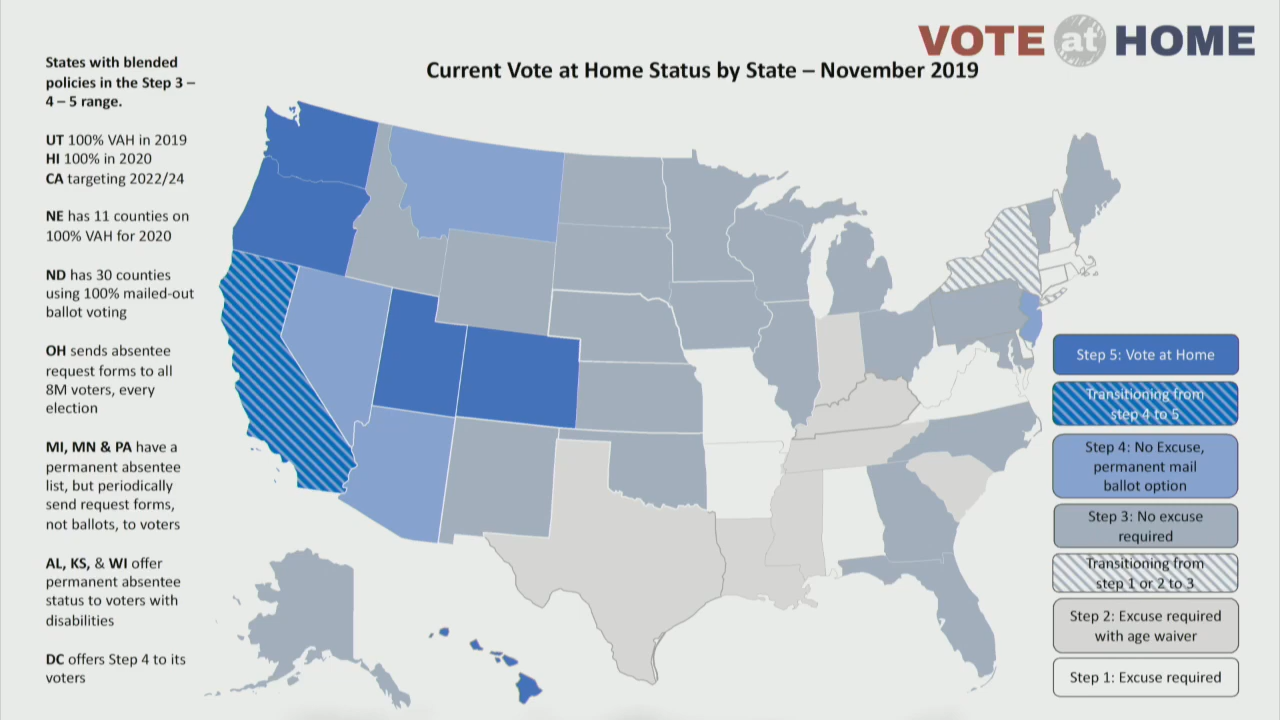 VOTE at HOME
Current Vote at Home Status by State – November 2019
States with blended
policies in the Step 3 –
4 – 5 range.
UT 100% VAH in 2019
HI 100% in 2020
CA targeting 2022/24
NE has 11 counties on
100% VAH for 2020
ND has 30 counties
using 100% mailed-out
ballot voting
OH sends absentee
request forms to all
8M voters, every
election
MI, MN & PA have a
permanent absentee
list, but periodically
send request forms,
not ballots, to voters
AL, KS, & WI offer
permanent absentee
status to voters with
disabilities
DC offers Step 4 to its
voters
Step 5: Vote at Home
Transitioning from
step 4 to 5
Step 4: No Excuse,
permanent mail
ballot option
Step 3: No excuse
required
Transitioning from
step 1 or 2 to 3
Step 2: Excuse required
with age waiver
Step 1: Excuse required